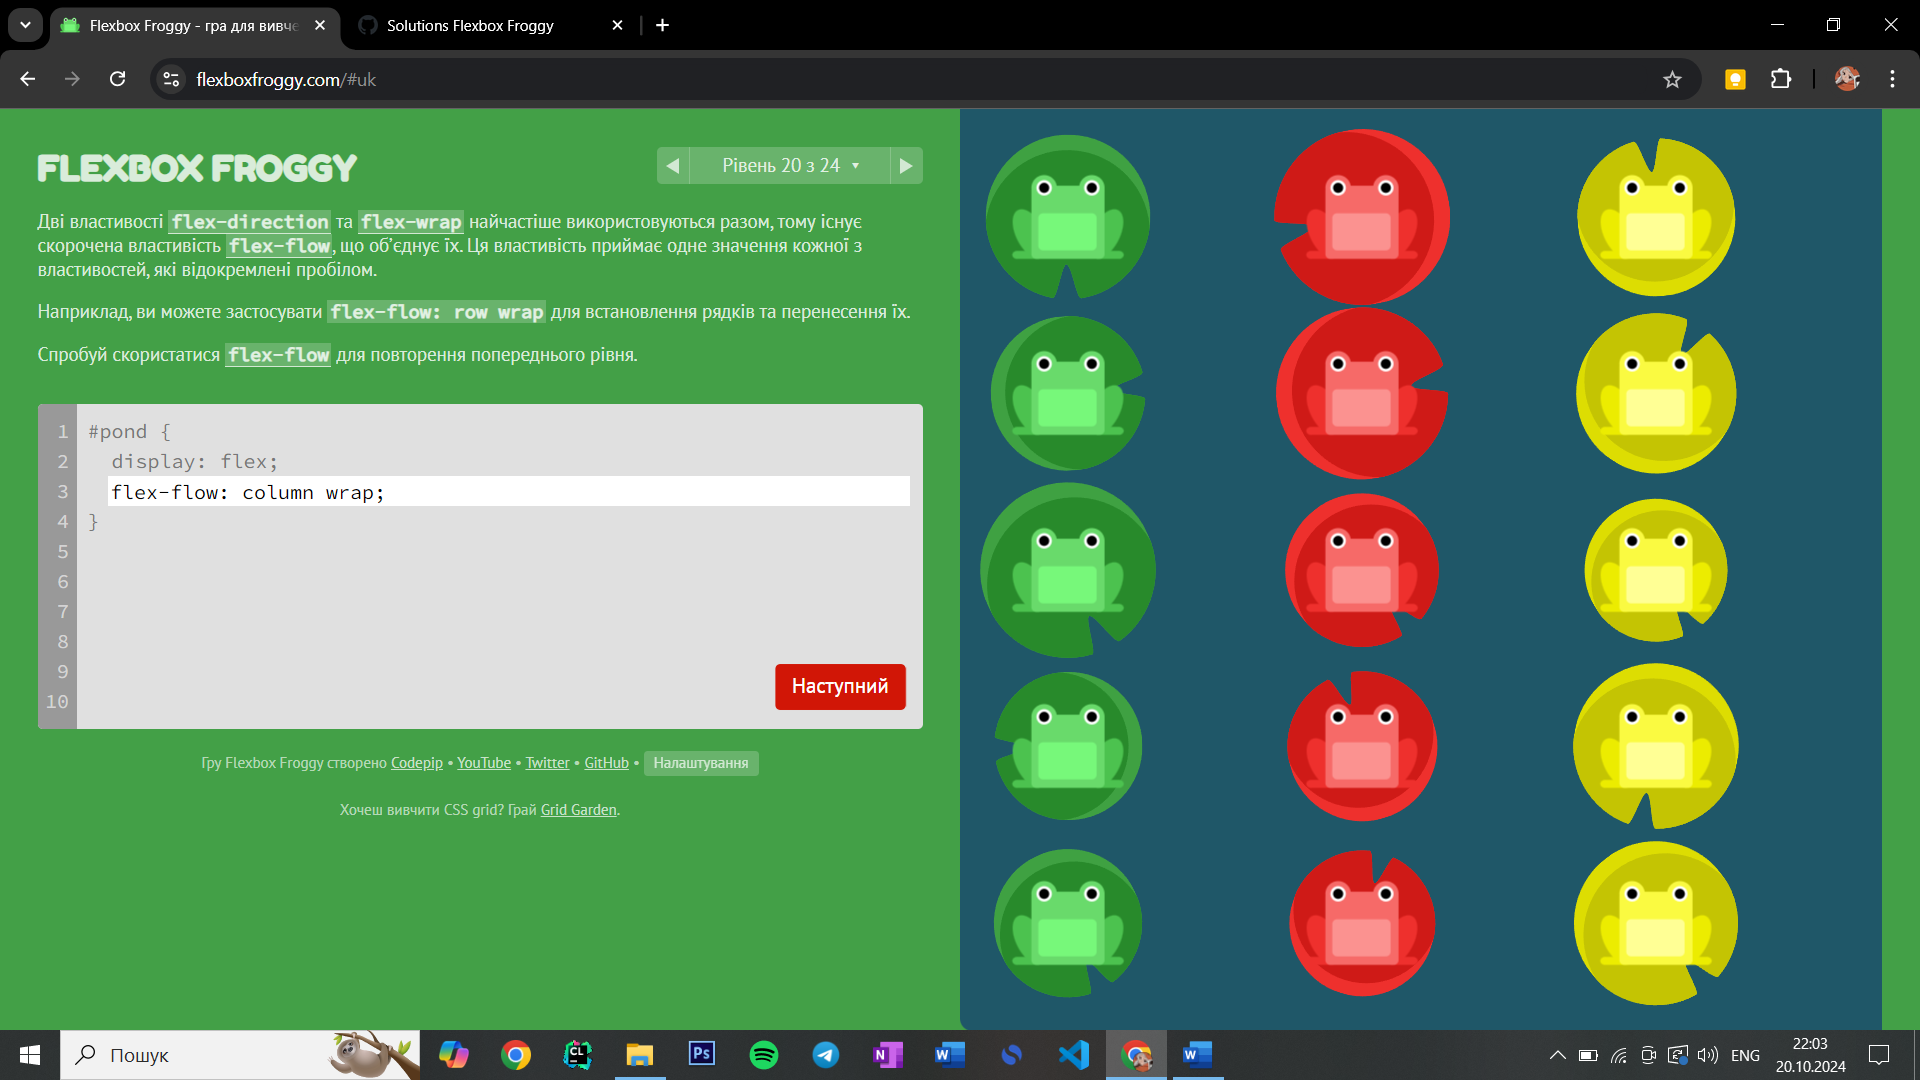 Flexbox Froggy - гра для вивче
Solutions Flexbox Froggy
flexboxfroggy.com/#uk
FLEXBOX FROGGY
Рівень 20 з 24
Дві властивості flex-direction та flex-wrap найчастіше використовуються разом, тому існує
скорочена властивість flex-flow, що об'єднує їх. Ця властивість приймає одне значення кожної з
властивостей, які відокремлені пробілом.
Наприклад, ви можете застосувати flex-flow: row wrap для встановлення рядків та перенесення їх.
Спробуй скористатися flex-flow для повторення попереднього рівня.
1 #pond {
2 display: flex;
3 flex-flow: column wrap;
4 }
5
6
7
8
9
10
Наступний
Гру Flexbox Froggy створено Codepip • YouTube • Twitter • GitHub • Налаштування
Хочеш вивчити CSS grid? Грай Grid Garden.
Пошук
CL
Ps
N
W
W
ENG
22:03
20.10.2024